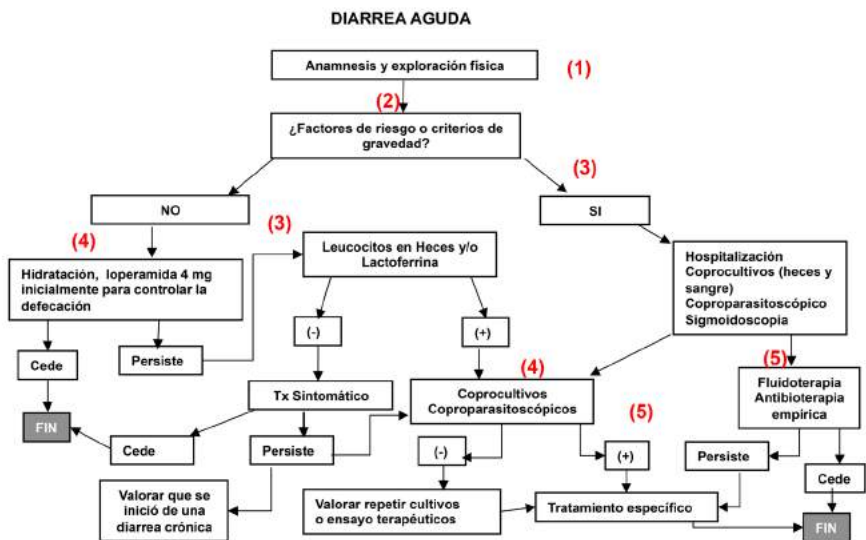 DIARREA AGUDA
Anamnesis y exploración física
(1)
(2)
¿Factores de riesgo o criterios de
gravedad?
(3)
NO
SI
(4)
Hidratación, loperamida 4 mg
inicialmente para controlar la
defecación
(3)
Leucocitos en Heces y/o
Lactoferrina
Hospitalización
Coprocultivos (heces y
sangre)
Coproparasitoscópico
Sigmoidoscopia
(-)
(+)
Cede
Persiste
(4)
(5)
Tx Sintomático
Coprocultivos
Coproparasitoscópicos
Fluidoterapia
Antibioterapia
empírica
FIN
(5)
Cede
Persiste
(-)
(+)
Persiste
Cede
Valorar que se
inició de una
diarrea crónica
Valorar repetir cultivos
o ensayo terapéuticos
Tratamiento específico
FIN